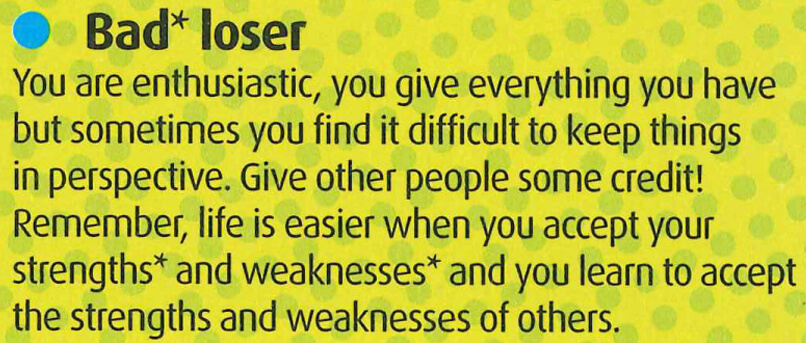 Bad* loser
You are enthusiastic, you give everything you have
but sometimes you find it difficult to keep things
in perspective. Give other people some credit!
Remember, life is easier when you accept your
strengths* and weaknesses* and you learn to accept
the strengths and weaknesses of others.